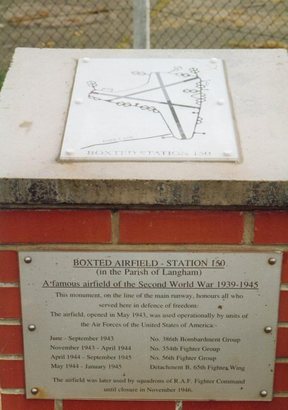 BOXTED STATION 150
BOXTED AIRFIELD - STATION 150
(in the Parish of Langham)
A famous airfield of the Second World War 1939-1945
This monument, on the line of the main runway, honours all who
served here in defence of freedom.
The airfield, opened in May 1943, was used operationally by units of
the Air Forces of the United States of America:-
June - September 1943 No. 386th Bombardment Group
November 1943 - April 1944 No. 354th Fighter Group
April 1944 - September 1945 No. 56th Fighter Group
May 1944 - January 1945 Detachment B, 65th Fighter Wing
The airfield was later used by squadrons of R.A.F. Fighter Command
until closure in November 1946.